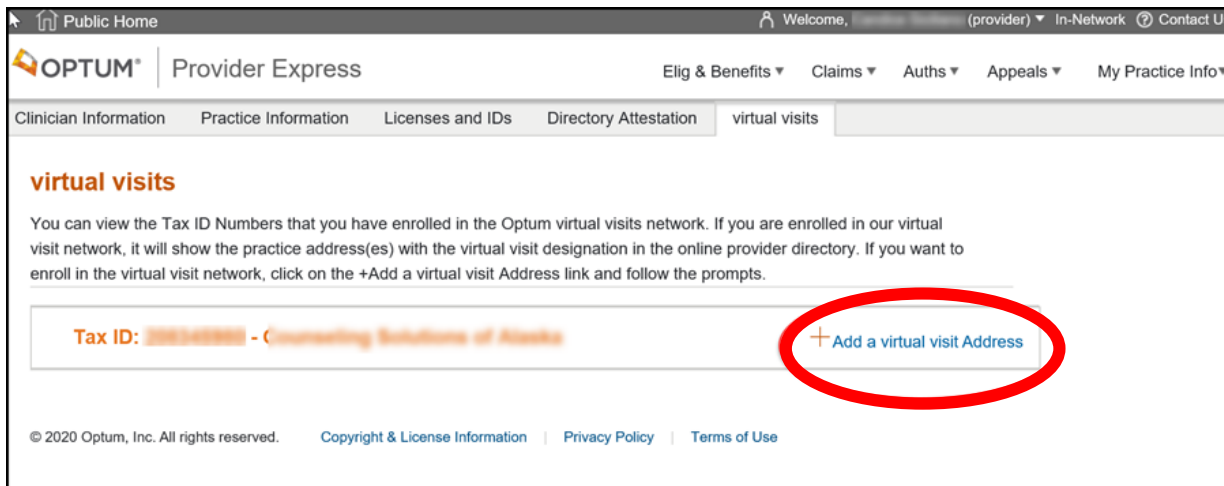 Public Home Welcome, (provider) In-Network Contact U
OPTUM® Provider Express Elig & Benefits Claims Auths Appeals My Practice Info
Clinician Information Practice Information Licenses and IDs Directory Attestation virtual visits
virtual visits
You can view the Tax ID Numbers that you have enrolled in the Optum virtual visits network. If you are enrolled in our virtual
visit network, it will show the practice address(es) with the virtual visit designation in the online provider directory. If you want to
enroll in the virtual visit network, click on the +Add a virtual visit Address link and follow the prompts.
Tax ID: - +Add a virtual visit Address
© 2020 Optum, Inc. All rights reserved. Copyright & License Information | Privacy Policy | Terms of Use